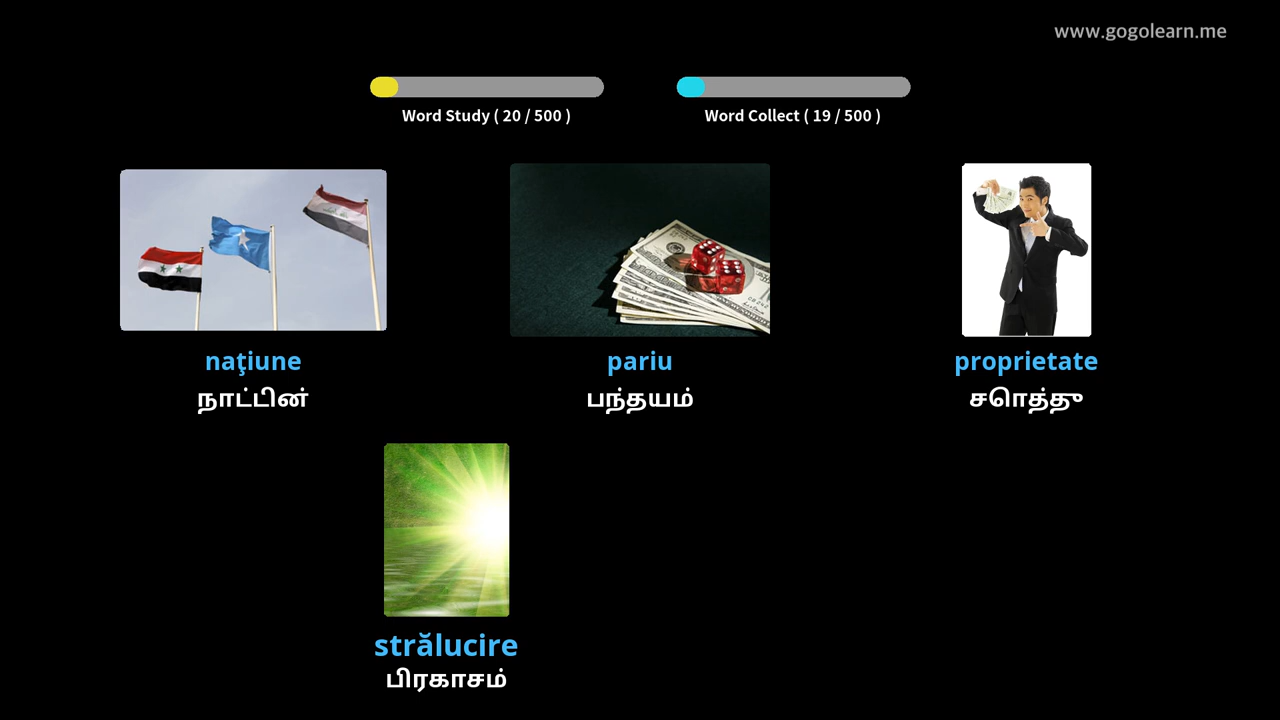 www.gogolearn.me
Word Study ( 20 / 500 )
Word Collect ( 19 / 500 )
naţiune
pariu
proprietate
நாட்டின்
பந்தயம்
சொத்து
strălucire
பிரகாசம்